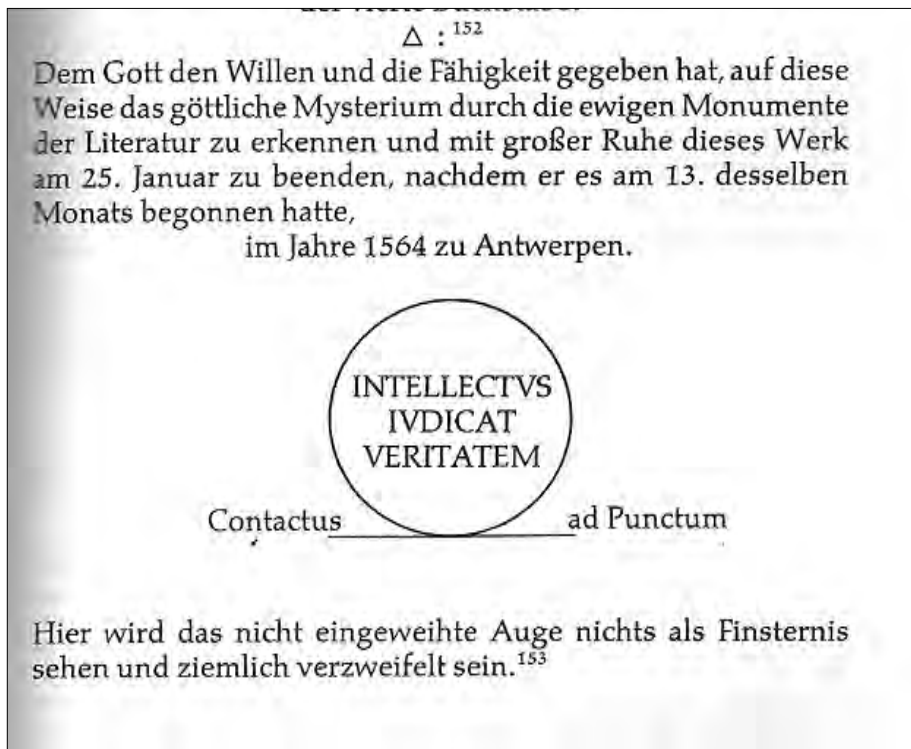 △ :152
Dem Gott den Willen und die Fähigkeit gegeben hat, auf diese
Weise das göttliche Mysterium durch die ewigen Monumente
der Literatur zu erkennen und mit großer Ruhe dieses Werk
am 25. Januar zu beenden, nachdem er es am 13. desselben
Monats begonnen hatte,
im Jahre 1564 zu Antwerpen.
INTELLECTVS
IVDICAT
VERITATEM
Contactus ad Punctum
Hier wird das nicht eingeweihte Auge nichts als Finsternis
sehen und ziemlich verzweifelt sein.153